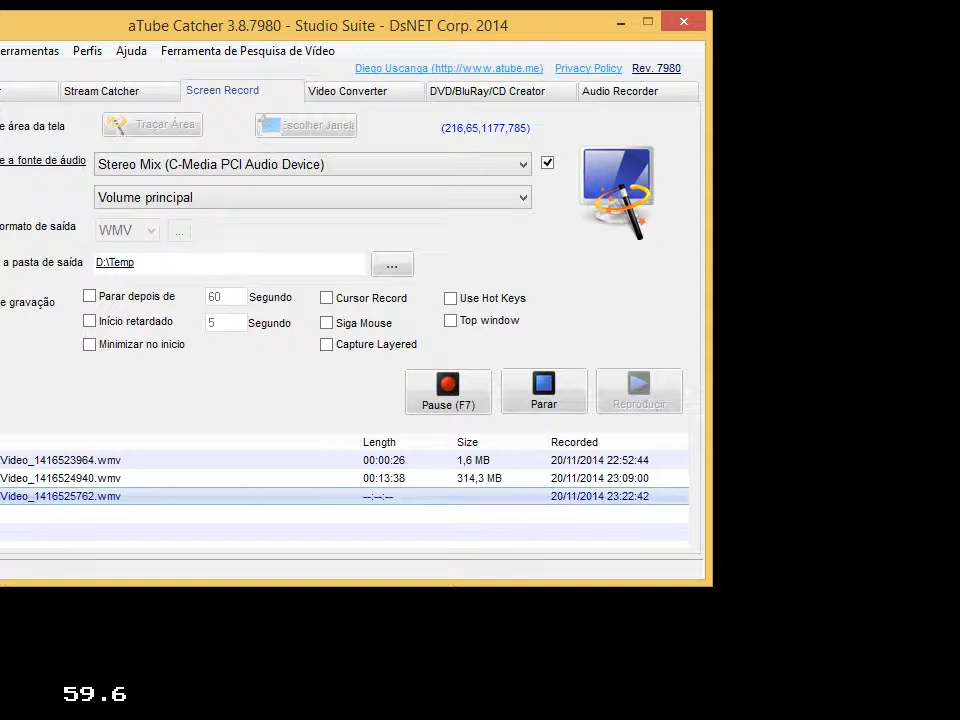 aTube Catcher 3.8.7980 - Studio Suite - DsNET Corp. 2014
erramentas Perfis Ajuda Ferramenta de Pesquisa de Vídeo
Diego Uscanga (http://www.atube.me) Privacy Policy Rev. 7980
Stream Catcher Screen Record Video Converter DVD/BluRay/CD Creator Audio Recorder
e área da tela Traçar Área Escolher Janela (216,65,1177,785)
e a fonte de áudio Stereo Mix (C-Media PCI Audio Device)
Volume principal
ormato de saída WMV ...
a pasta de saída D:\Temp ...
e gravação Parar depois de 60 Segundo Cursor Record Use Hot Keys
Início retardado 5 Segundo Siga Mouse Top window
Minimizar no inicio Capture Layered
Pause (F7) Parar Reproducir
Length Size Recorded
Video_1416523964.wmv 00:00:26 1,6 MB 20/11/2014 22:52:44
Video_1416524940.wmv 00:13:38 314,3 MB 20/11/2014 23:09:00
Video_1416525762.wmv --:--:-- 20/11/2014 23:22:42
59.6